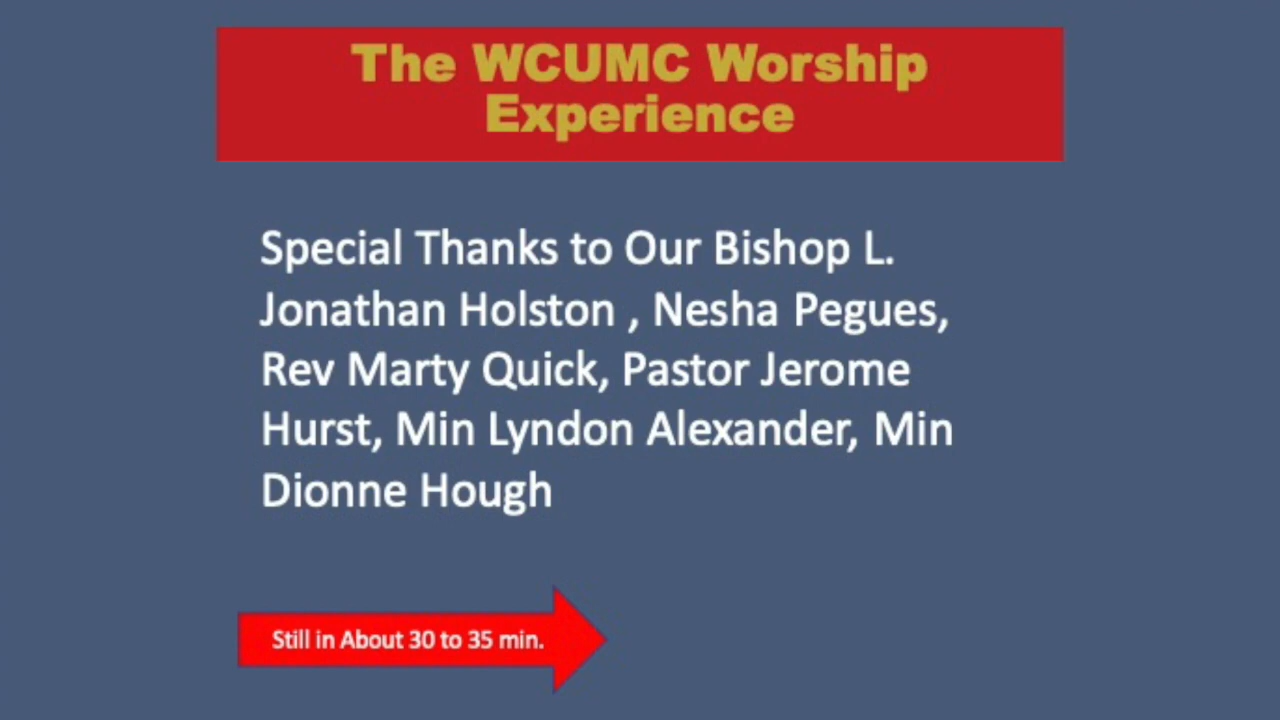 The WCUMC Worship
Experience
Special Thanks to Our Bishop L.
Jonathan Holston , Nesha Pegues,
Rev Marty Quick, Pastor Jerome
Hurst, Min Lyndon Alexander, Min
Dionne Hough
Still in About 30 to 35 min.